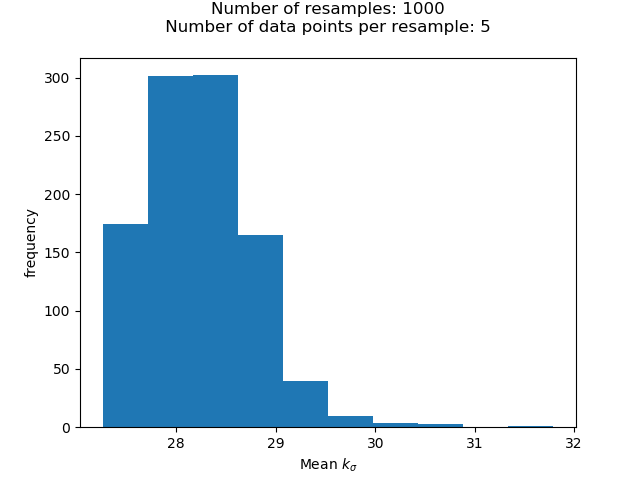 Number of resamples: 1000
Number of data points per resample: 5
300
250
200
150
100
50
0
frequency
28 29 30 31 32
Mean kσ